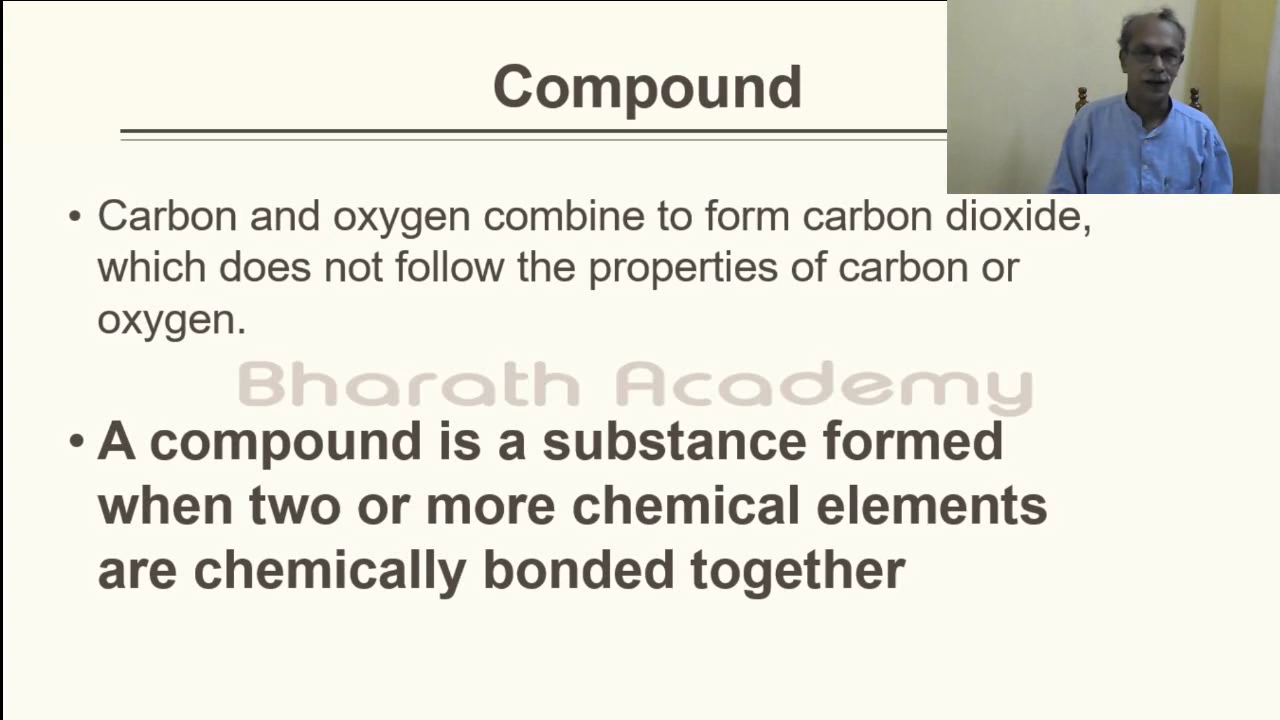 Compound
• Carbon and oxygen combine to form carbon dioxide,
which does not follow the properties of carbon or
oxygen.
Bharath Academy
• A compound is a substance formed
when two or more chemical elements
are chemically bonded together